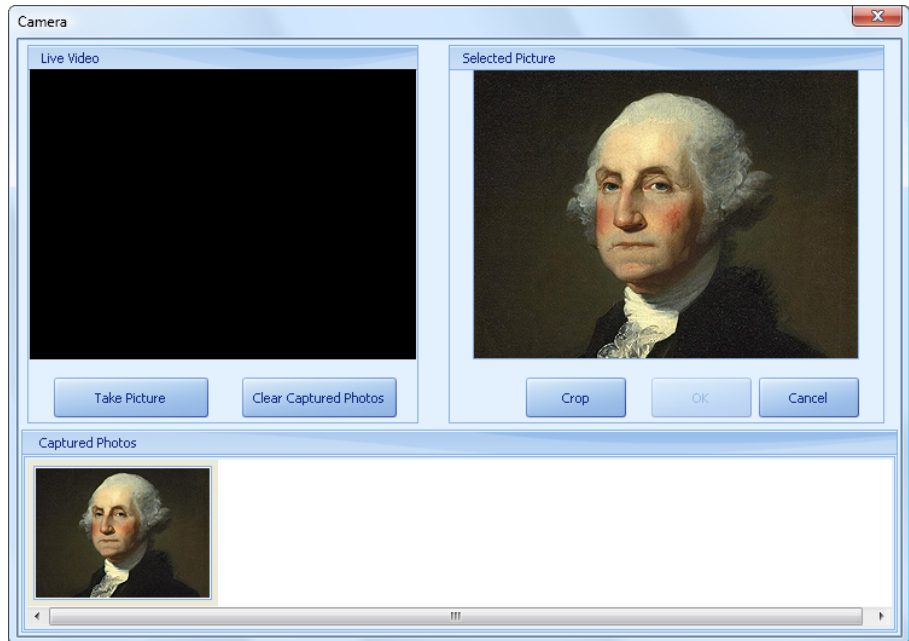 Camera
Live Video
Selected Picture
Take Picture
Clear Captured Photos
Crop
OK
Cancel
Captured Photos